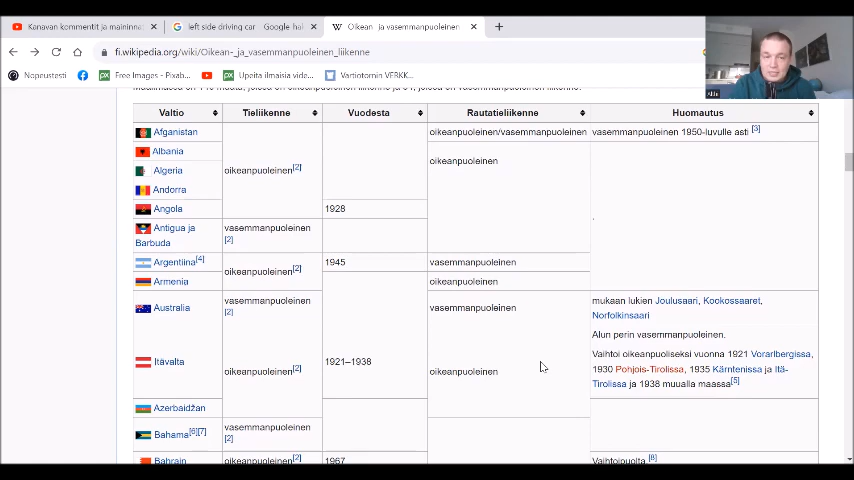 Kanavan kommentit ja maininnat
left side driving car - Google-hal
Oikean- ja vasemmanpuoleinen
fi.wikipedia.org/wiki/Oikean-_ja_vasemmanpuoleinen_liikenne
Nopeustesti
Free Images - Pixab...
Upeita ilmaisia vide...
Vartiotornin VERKK...
Valtio Tieliikenne Vuodesta Rautatieliikenne Huomautus
Afganistan oikeanpuoleinen/vasemmanpuoleinen vasemmanpuoleinen 1950-luvulle asti [3]
Albania oikeanpuoleinen
Algeria oikeanpuoleinen[2]
Andorra
Angola 1928
Antigua ja vasemmanpuoleinen
Barbuda [2]
Argentiina[4] oikeanpuoleinen[2] 1945 vasemmanpuoleinen
Armenia oikeanpuoleinen
Australia vasemmanpuoleinen [2] vasemmanpuoleinen mukaan lukien Joulusaari, Kookossaaret,
Norfolkinsaari
Alun perin vasemmanpuoleinen.
Itävalta oikeanpuoleinen[2] 1921–1938 oikeanpuoleinen Vaihtoi oikeanpuoliseksi vuonna 1921 Vorarlbergissa,
1930 Pohjois-Tirolissa, 1935 Kärntenissa ja Itä-
Tirolissa ja 1938 muualla maassa[5]
Azerbaidžan
Bahama[6][7] vasemmanpuoleinen
[2]
Bahrain oikeanpuoleinen[2] 1967 Vaihtoipuolta.[8]